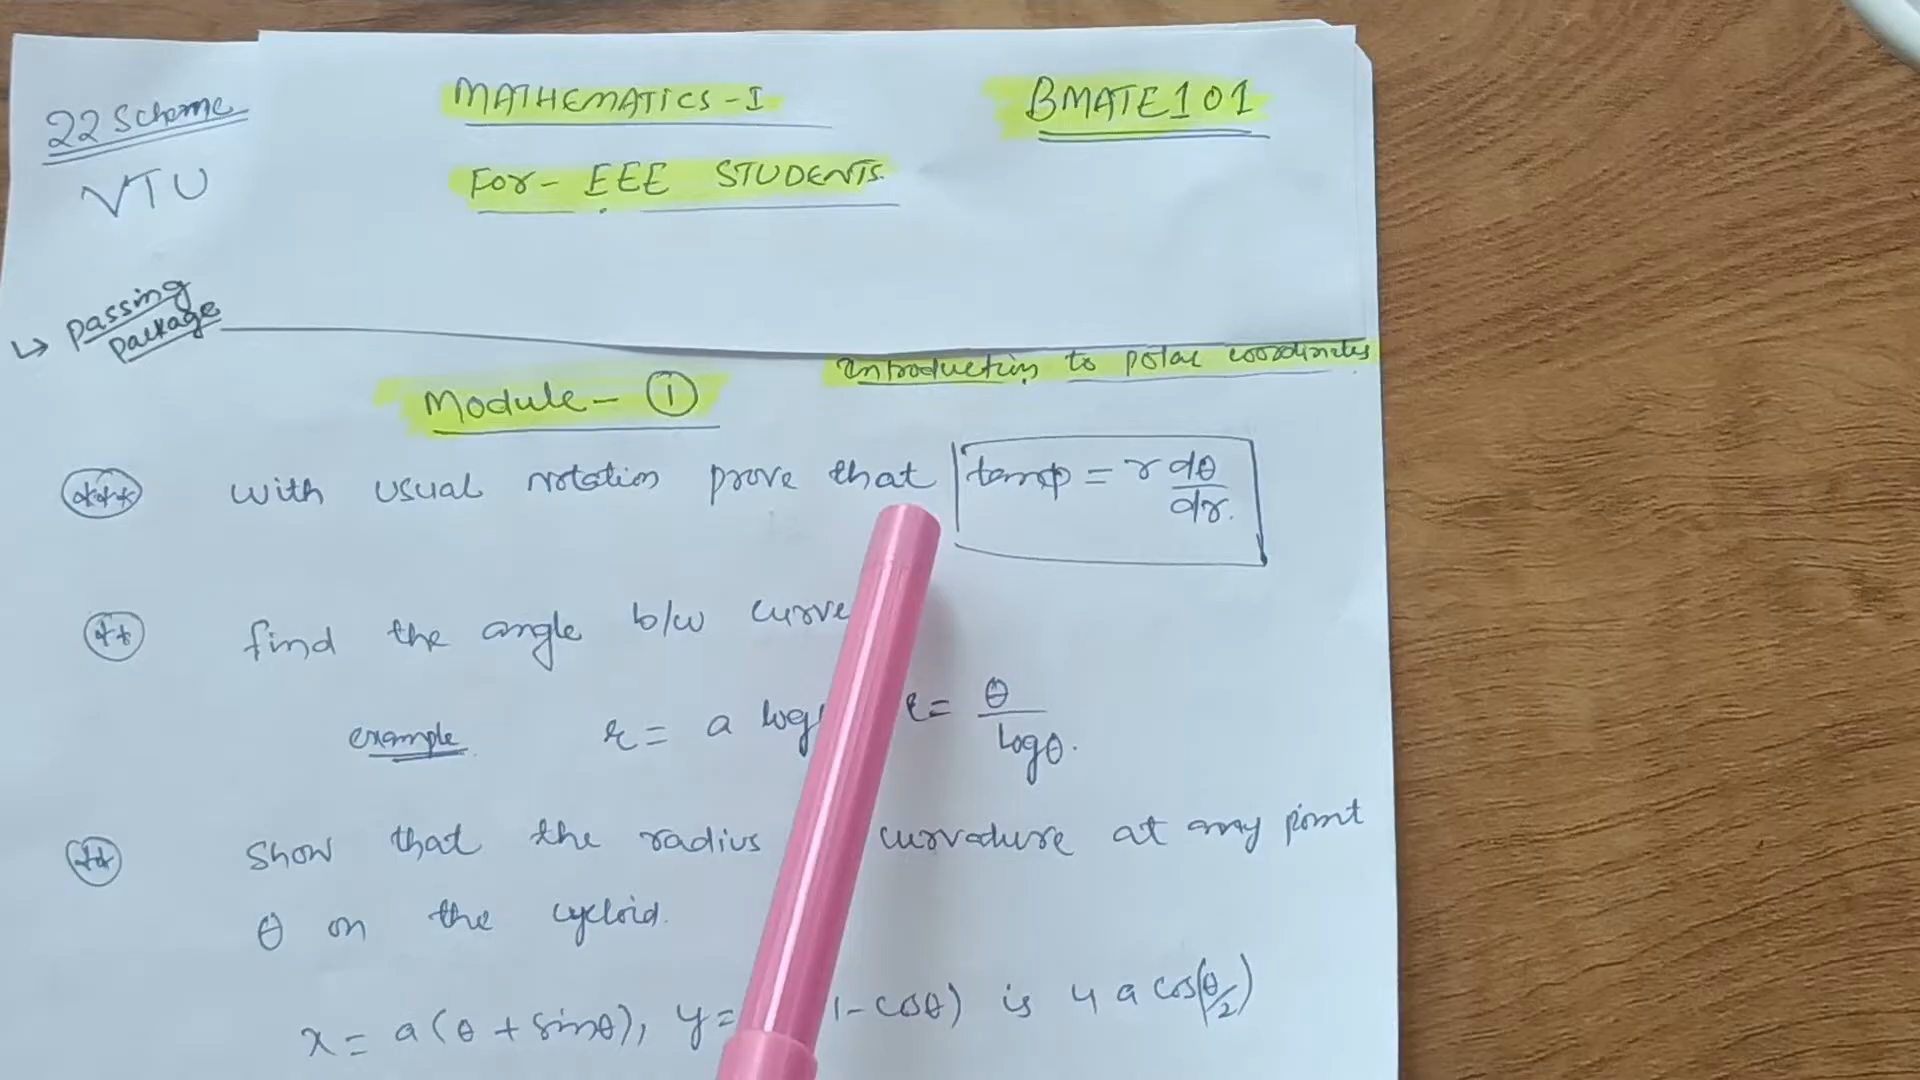 22 Scheme
VTU
MATHEMATICS-I
BMATE101
For- EEE STUDENTS
↳ Passing package
Introduction to polar coordinates
Module- ①
*** with usual notation prove that tanφ = r dθ/dr.
** find the angle b/w curve
example r = a log r = θ/logθ.
** Show that the radius curvature at any point
θ on the cycloid.
x = a(θ + sinθ), y= 1-cosθ) is 4 a cos(θ/2)